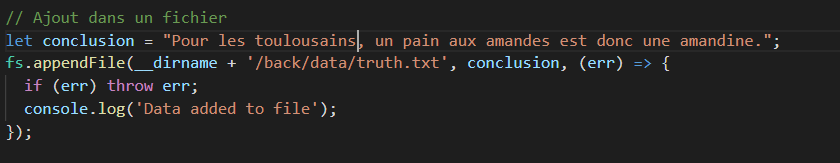 // Ajout dans un fichier
let conclusion = "Pour les toulousains, un pain aux amandes est donc une amandine.";
fs.appendFile(__dirname + '/back/data/truth.txt', conclusion, (err) => {
  if (err) throw err;
  console.log('Data added to file');
});